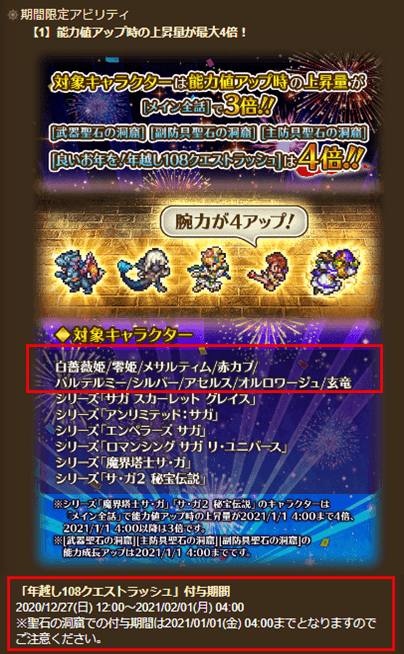 ※期間限定アビリティ
【1】能力値アップ時の上昇量が最大4倍！
対象キャラクターは能力値アップ時の上昇量が
[メイン全話]で3倍!!
[武器聖石の洞窟] [副防具聖石の洞窟] [主防具聖石の洞窟]
[良いお年を！年越し108クエストラッシュ]は4倍!!
腕力が4アップ！
◆対象キャラクター
白薔薇姫/零姫/メサルティム/赤カブ/
バルテルミー/シルバー/アセルス/オルロワージュ/玄竜
シリーズ「サガ スカーレット グレイス」
シリーズ「アンリミテッド：サガ」
シリーズ「エンペラーズ サガ」
シリーズ「ロマンシング サガ リ・ユニバース」
シリーズ「魔界塔士サ・ガ」
シリーズ「サ・ガ2 秘宝伝説」
※シリーズ「魔界塔士サ・ガ」「サ・ガ2 秘宝伝説」のキャラクターは
「メイン全話」で能力値アップ時の上昇量が2021/1/1 4:00まで4倍、
2021/1/1 4:00以降は3倍です。
※[武器聖石の洞窟][主防具聖石の洞窟][副防具聖石の洞窟]の
能力成長アップは2021/1/1 4:00までです。
「年越し108クエストラッシュ」付与期間
2020/12/27(日) 12:00～2021/02/01(月) 04:00
※聖石の洞窟での付与期間は2021/01/01(金) 04:00までとなりますので
ご注意ください。